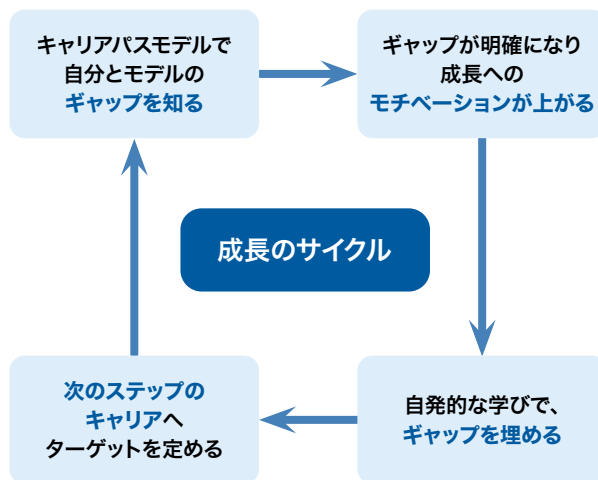 キャリアパスモデルで
自分とモデルの
ギャップを知る
ギャップが明確になり
成長への
モチベーションが上がる
成長のサイクル
次のステップの
キャリアへ
ターゲットを定める
自発的な学びで、
ギャップを埋める